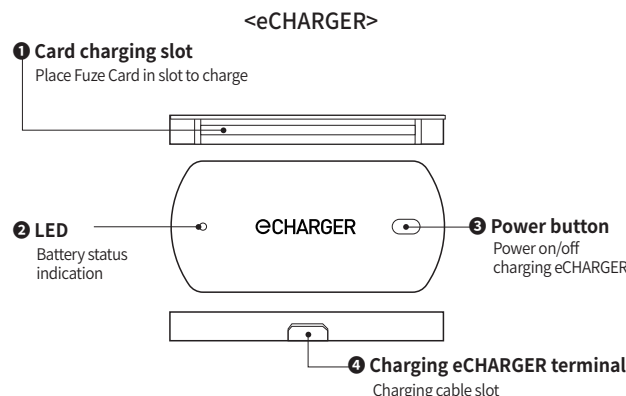 <eCHARGER>
❶ Card charging slot
Place Fuze Card in slot to charge
❷ LED
Battery status
indication
eCHARGER
❸ Power button
Power on/off
charging eCHARGER
❹ Charging eCHARGER terminal
Charging cable slot